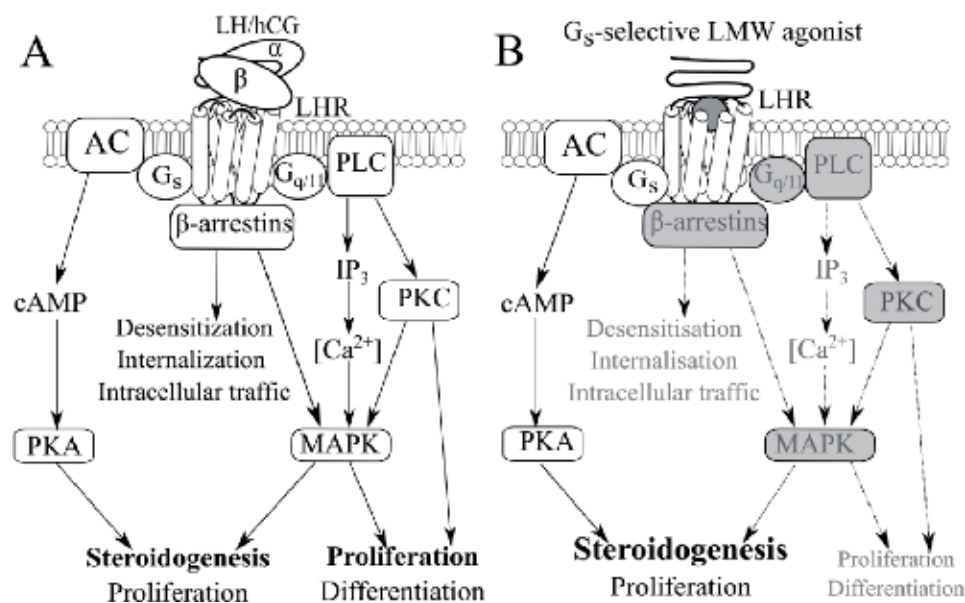 A
LH/hCG
α
β
LHR
AC
Gs
Gq/11
PLC
β-arrestins
IP3
PKC
cAMP
Desensitization
Internalization
Intracellular traffic
[Ca2+]
PKA
MAPK
Steroidogenesis
Proliferation
Proliferation
Differentiation
B
Gs-selective LMW agonist
LHR
AC
Gs
Gq/11
PLC
β-arrestins
IP3
PKC
cAMP
Desensitisation
Internalisation
Intracellular traffic
[Ca2+]
PKA
MAPK
Steroidogenesis
Proliferation
Proliferation
Differentiation